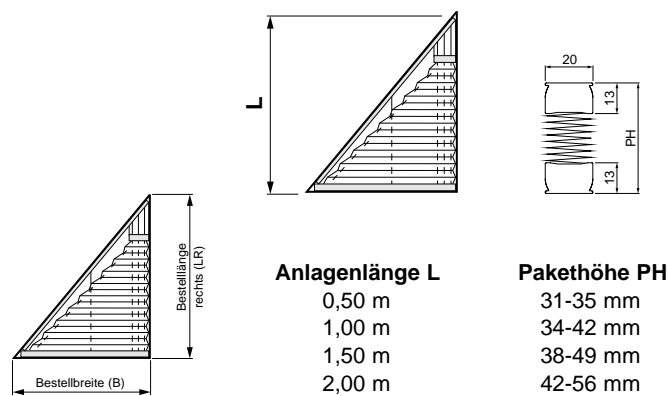 L
20
13
PH
13
Bestelllänge
rechts (LR)
Bestellbreite (B)
Anlagenlänge L Pakethöhe PH
0,50 m 31-35 mm
1,00 m 34-42 mm
1,50 m 38-49 mm
2,00 m 42-56 mm